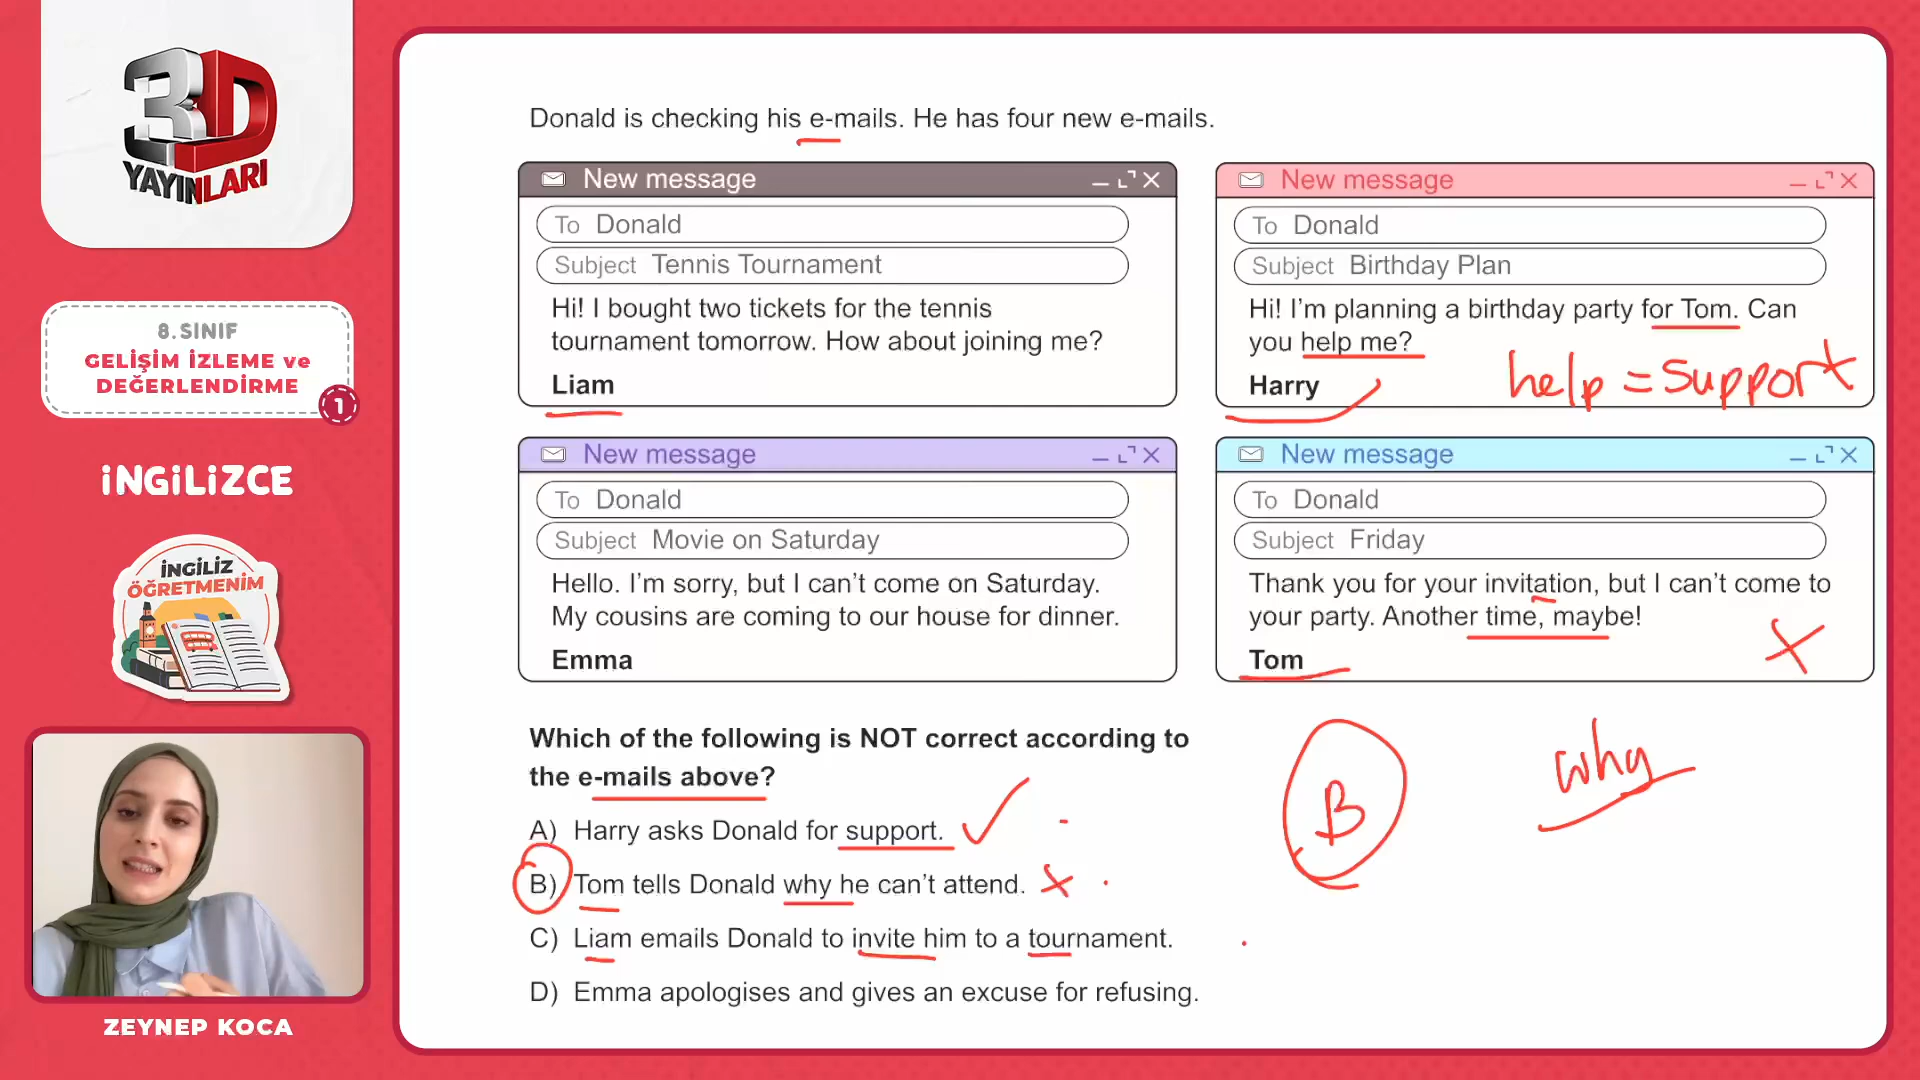 3D
YAYINLARI
8.SINIF
GELİŞİM İZLEME ve
DEĞERLENDİRME
1
İNGİLİZCE
İNGİLİZ
ÖĞRETMENİM
ZEYNEP KOCA
Donald is checking his e-mails. He has four new e-mails.
New message
To Donald
Subject Tennis Tournament
Hi! I bought two tickets for the tennis
tournament tomorrow. How about joining me?
Liam
New message
To Donald
Subject Birthday Plan
Hi! I'm planning a birthday party for Tom. Can
you help me?
Harry
help = support
New message
To Donald
Subject Movie on Saturday
Hello. I'm sorry, but I can't come on Saturday.
My cousins are coming to our house for dinner.
Emma
New message
To Donald
Subject Friday
Thank you for your invitation, but I can't come to
your party. Another time, maybe!
Tom
Which of the following is NOT correct according to
the e-mails above?
A) Harry asks Donald for support.
B) Tom tells Donald why he can't attend.
C) Liam emails Donald to invite him to a tournament.
D) Emma apologises and gives an excuse for refusing.
B
why